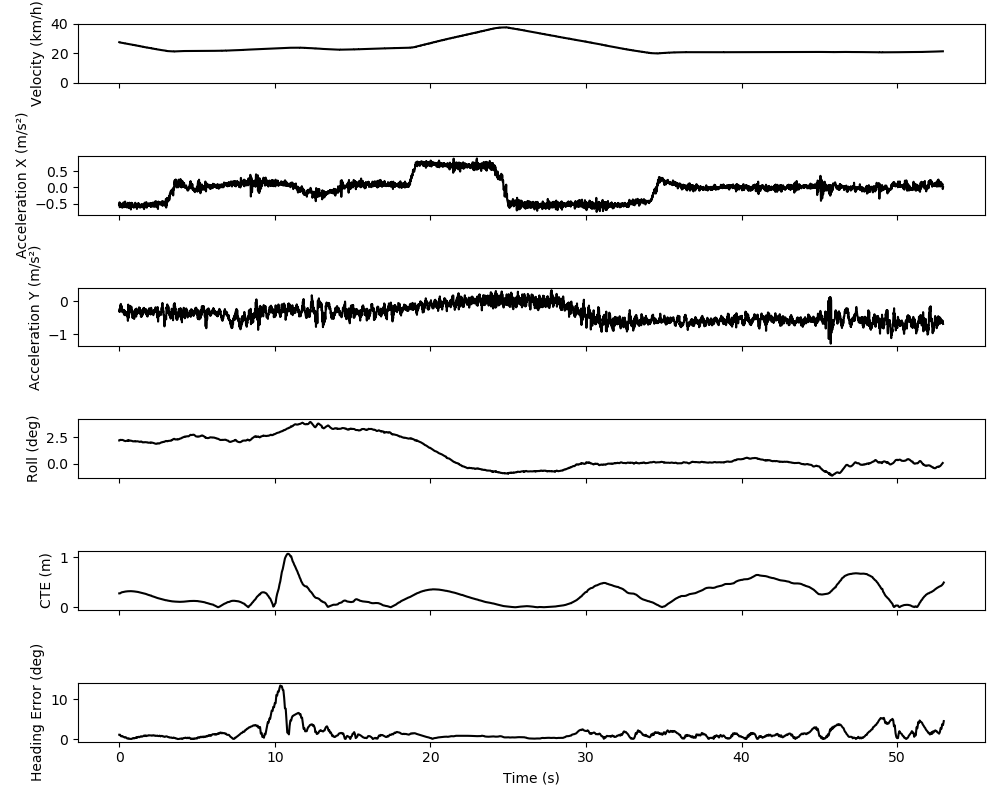 Velocity (km/h)
40
20
0
Acceleration X (m/s²)
0.5
0.0
−0.5
Acceleration Y (m/s²)
0
−1
Roll (deg)
2.5
0.0
CTE (m)
1
0
Heading Error (deg)
10
0
0 10 20 30 40 50
Time (s)